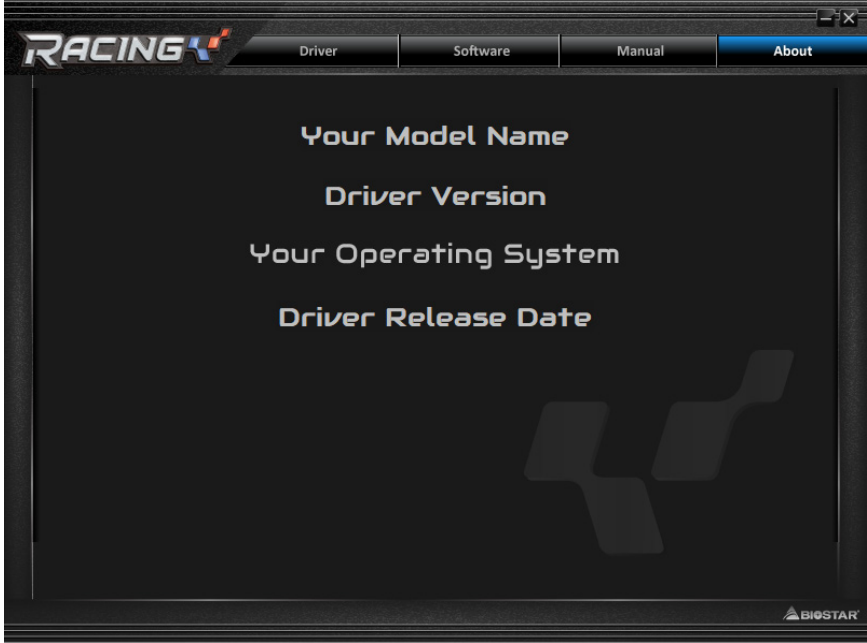 RACING
Driver
Software
Manual
About
Your Model Name
Driver Version
Your Operating System
Driver Release Date
BIOSTAR